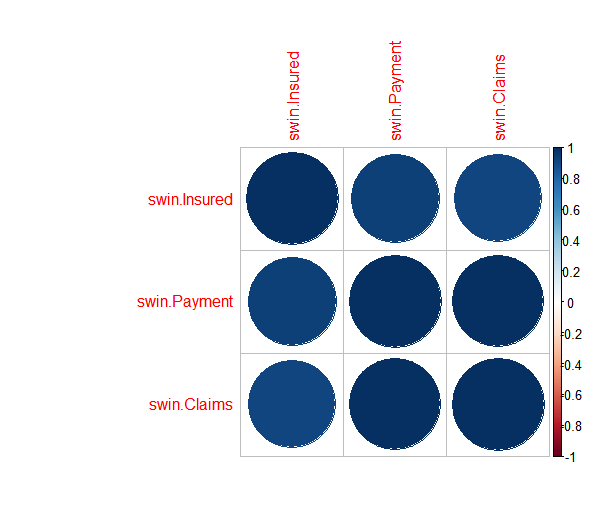 swin.Insured
swin.Payment
swin.Claims
swin.Insured
swin.Payment
swin.Claims
1
0.8
0.6
0.4
0.2
0
-0.2
-0.4
-0.6
-0.8
-1